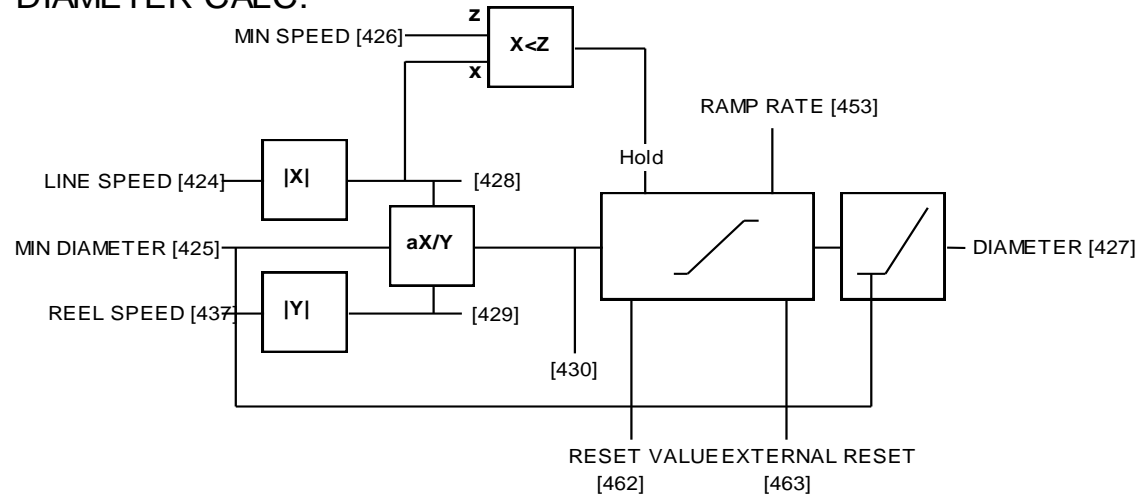 DIAMETER CALC.
z
MIN SPEED [426]
X<Z
x
RAMP RATE [453]
Hold
|X|
LINE SPEED [424]
[428]
aX/Y
MIN DIAMETER [425]
DIAMETER [427]
|Y|
REEL SPEED [437]
[429]
[430]
RESET VALUE EXTERNAL RESET
[462] [463]